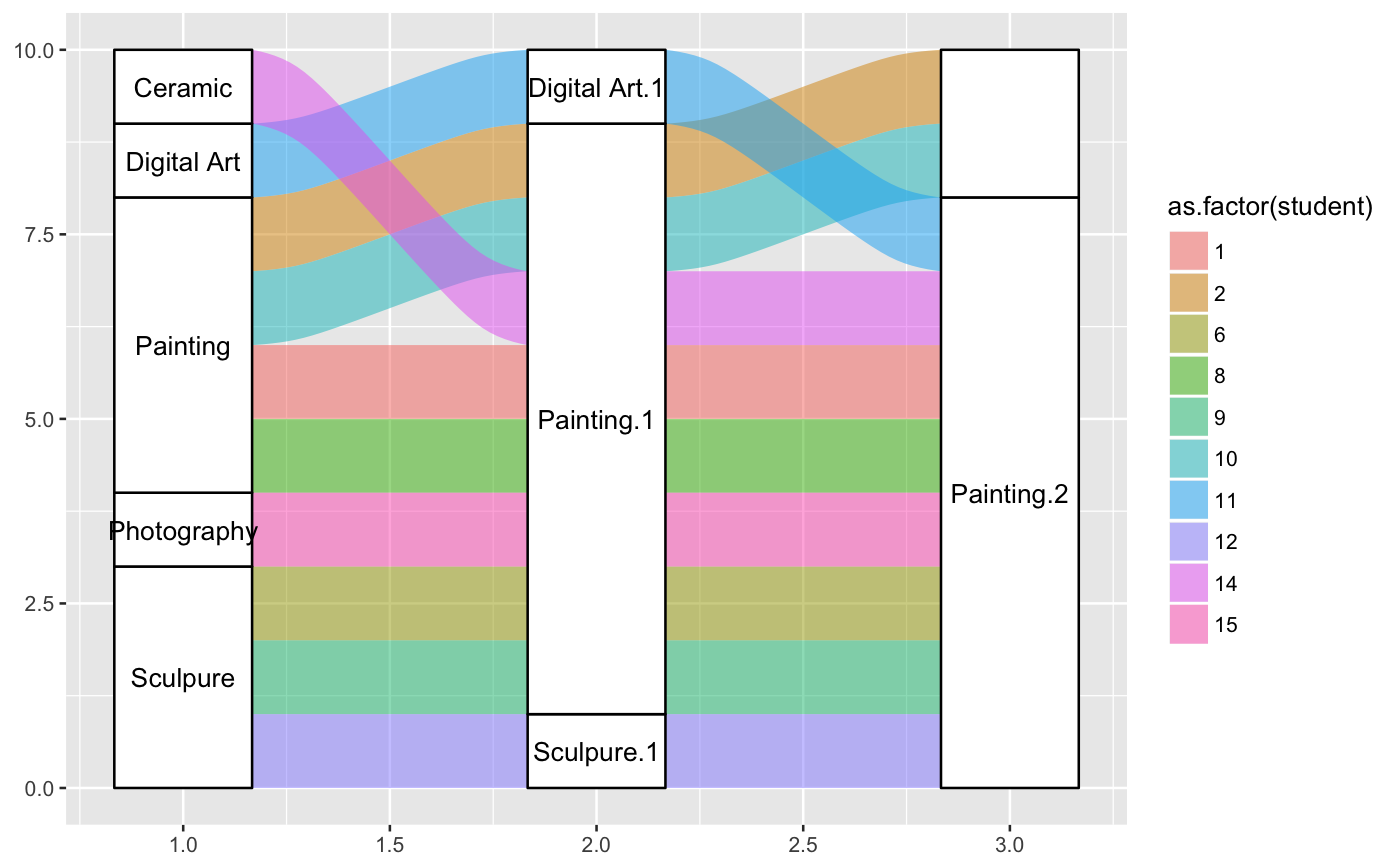 10.0
7.5
5.0
2.5
0.0
Ceramic
Digital Art
Painting
Photography
Sculpure
Digital Art.1
Painting.1
Sculpure.1
Painting.2
1.0
1.5
2.0
2.5
3.0
as.factor(student)
1
2
6
8
9
10
11
12
14
15